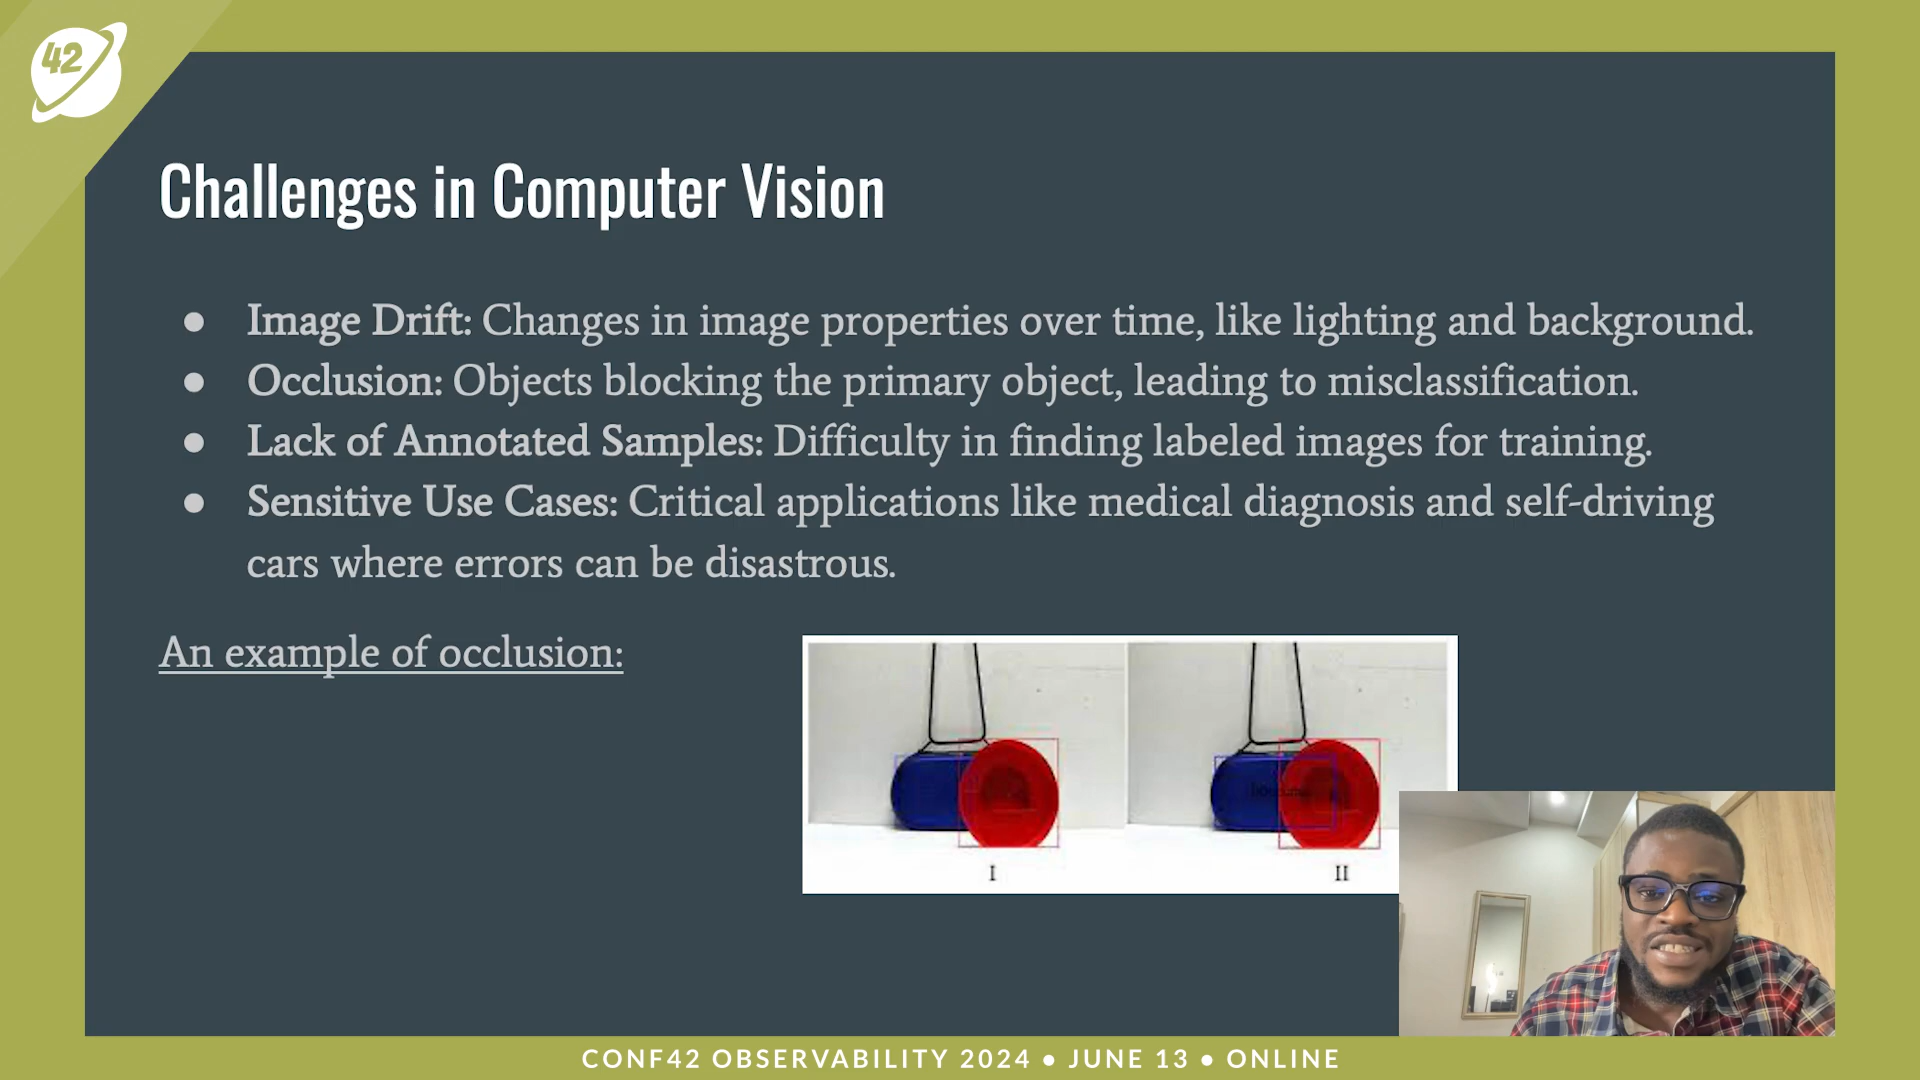 42
Challenges in Computer Vision
● Image Drift: Changes in image properties over time, like lighting and background.
● Occlusion: Objects blocking the primary object, leading to misclassification.
● Lack of Annotated Samples: Difficulty in finding labeled images for training.
● Sensitive Use Cases: Critical applications like medical diagnosis and self-driving
cars where errors can be disastrous.
An example of occlusion:
I
II
CONF42 OBSERVABILITY 2024 ● JUNE 13 ● ONLINE